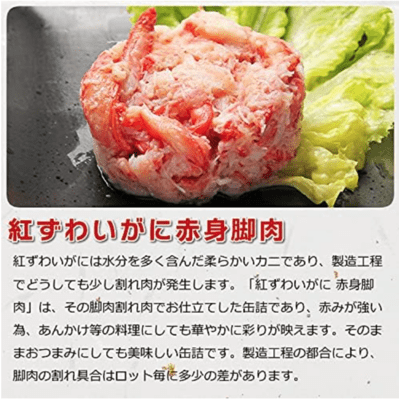 紅ずわいがに赤身脚肉
紅ずわいがには水分を多く含んだ柔らかいカニであり、製造工程
でどうしても少し割れ肉が発生します。「紅ずわいがに 赤身脚
肉」は、その脚肉割れ肉でお仕立てした缶詰であり、赤みが強い
為、あんかけ等の料理にしても華やかに彩りが映えます。そのま
まおつまみにしても美味しい缶詰です。製造工程の都合により、
脚肉の割れ具合はロット毎に多少の差があります。